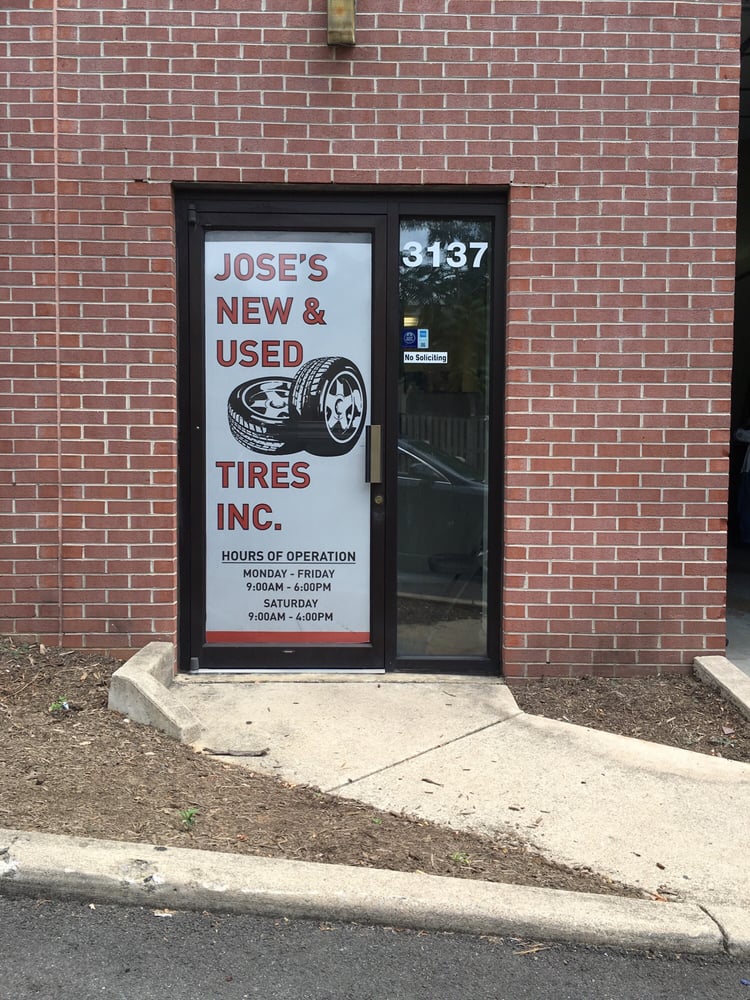 JOSE'S
NEW &
USED
TIRES
INC.
HOURS OF OPERATION
MONDAY - FRIDAY
9:00AM - 6:00PM
SATURDAY
9:00AM - 4:00PM
3137
No Soliciting